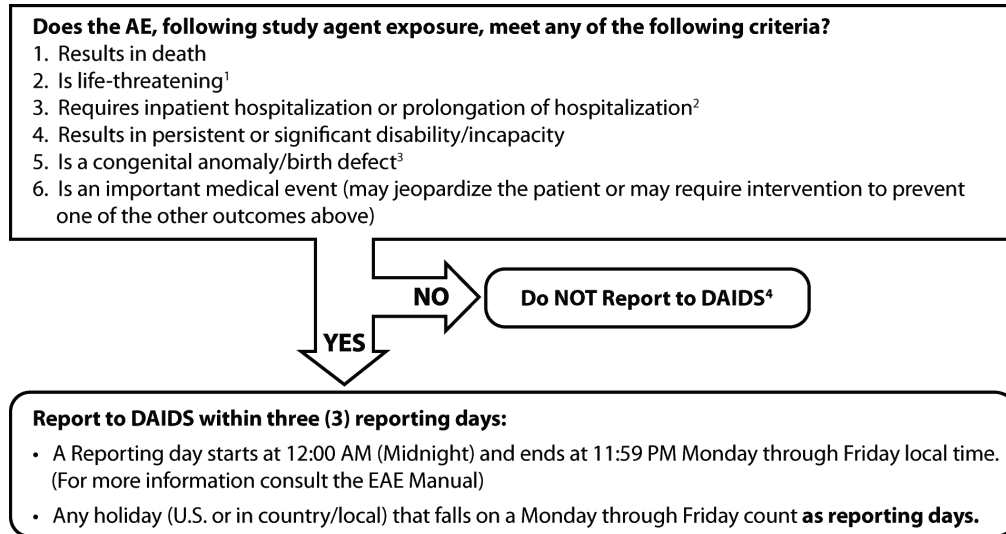 Does the AE, following study agent exposure, meet any of the following criteria?
1. Results in death
2. Is life-threatening¹
3. Requires inpatient hospitalization or prolongation of hospitalization²
4. Results in persistent or significant disability/incapacity
5. Is a congenital anomaly/birth defect³
6. Is an important medical event (may jeopardize the patient or may require intervention to prevent
one of the other outcomes above)
NO
Do NOT Report to DAIDS⁴
YES
Report to DAIDS within three (3) reporting days:
• A Reporting day starts at 12:00 AM (Midnight) and ends at 11:59 PM Monday through Friday local time.
(For more information consult the EAE Manual)
• Any holiday (U.S. or in country/local) that falls on a Monday through Friday count as reporting days.